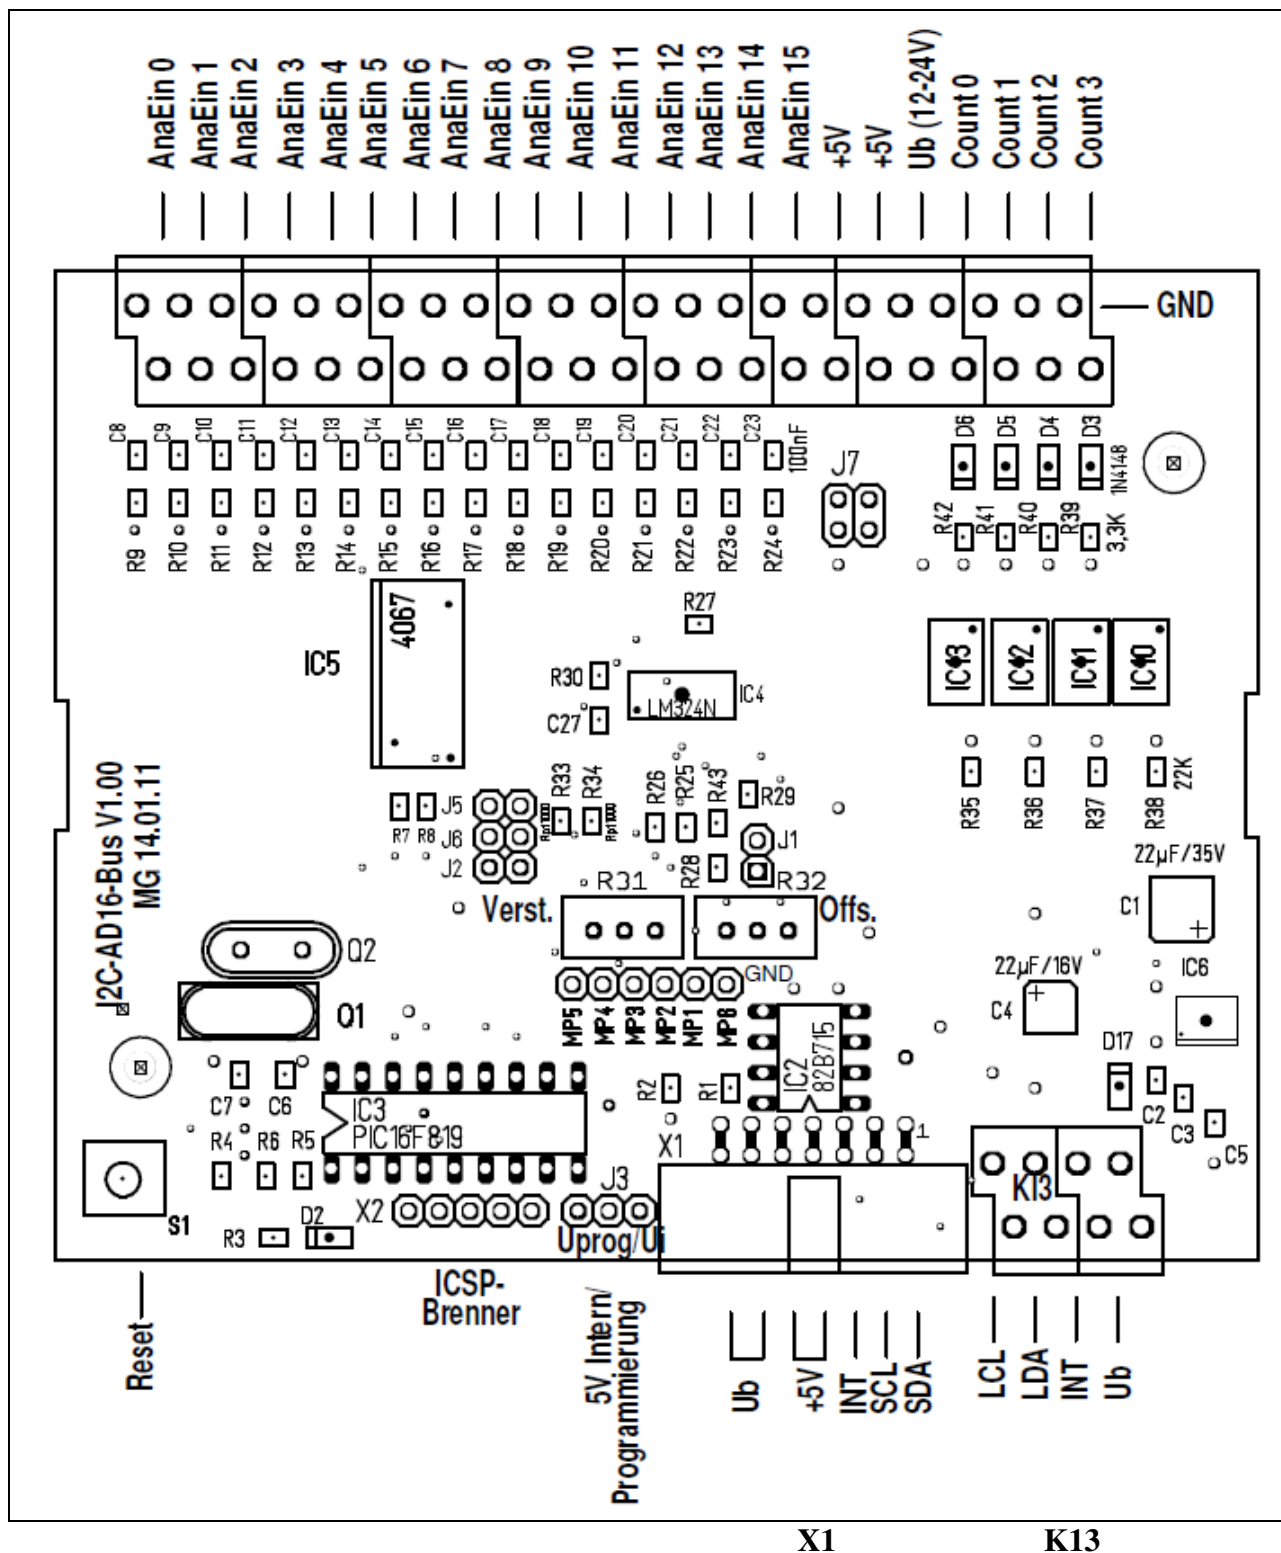 AnaEin 0
AnaEin 1
AnaEin 2
AnaEin 3
AnaEin 4
AnaEin 5
AnaEin 6
AnaEin 7
AnaEin 8
AnaEin 9
AnaEin 10
AnaEin 11
AnaEin 12
AnaEin 13
AnaEin 14
AnaEin 15
+5V
+5V
Ub (12-24V)
Count 0
Count 1
Count 2
Count 3
GND
C8
C9
C10
C11
C12
C13
C14
C15
C16
C17
C18
C19
C20
C21
C22
C23
100nF
J7
D6
D5
D4
D3
1N4148
R42
R41
R40
R39
3,3K
R9
R10
R11
R12
R13
R14
R15
R16
R17
R18
R19
R20
R21
R22
R23
R24
4067
IC5
R27
R30
C27
LM324N
IC4
IC13
IC12
IC11
IC10
I2C-AD16-Bus V1.00
MG 14.01.11
R7
R8
J5
J6
J2
R33
Rp11000
R34
Rp11000
R26
R25
R43
R29
R28
J1
R35
R36
R37
R38
22K
22µF/35V
C1
R31
R32
Verst.
Offs.
GND
Q2
Q1
MP5
MP4
MP3
MP2
MP1
MP6
22µF/16V
C4
IC6
D17
IC2
82B715
C7
C6
R2
R1
C2
C3
C5
IC3
PIC16F819
R4
R6
R5
X1
1
K13
S1
R3
D2
X2
J3
Uprog/Ui
Reset
ICSP-
Brenner
5V Intern/
Programmierung
Ub
+5V
INT
SCL
SDA
LCL
LDA
INT
Ub
X1
K13